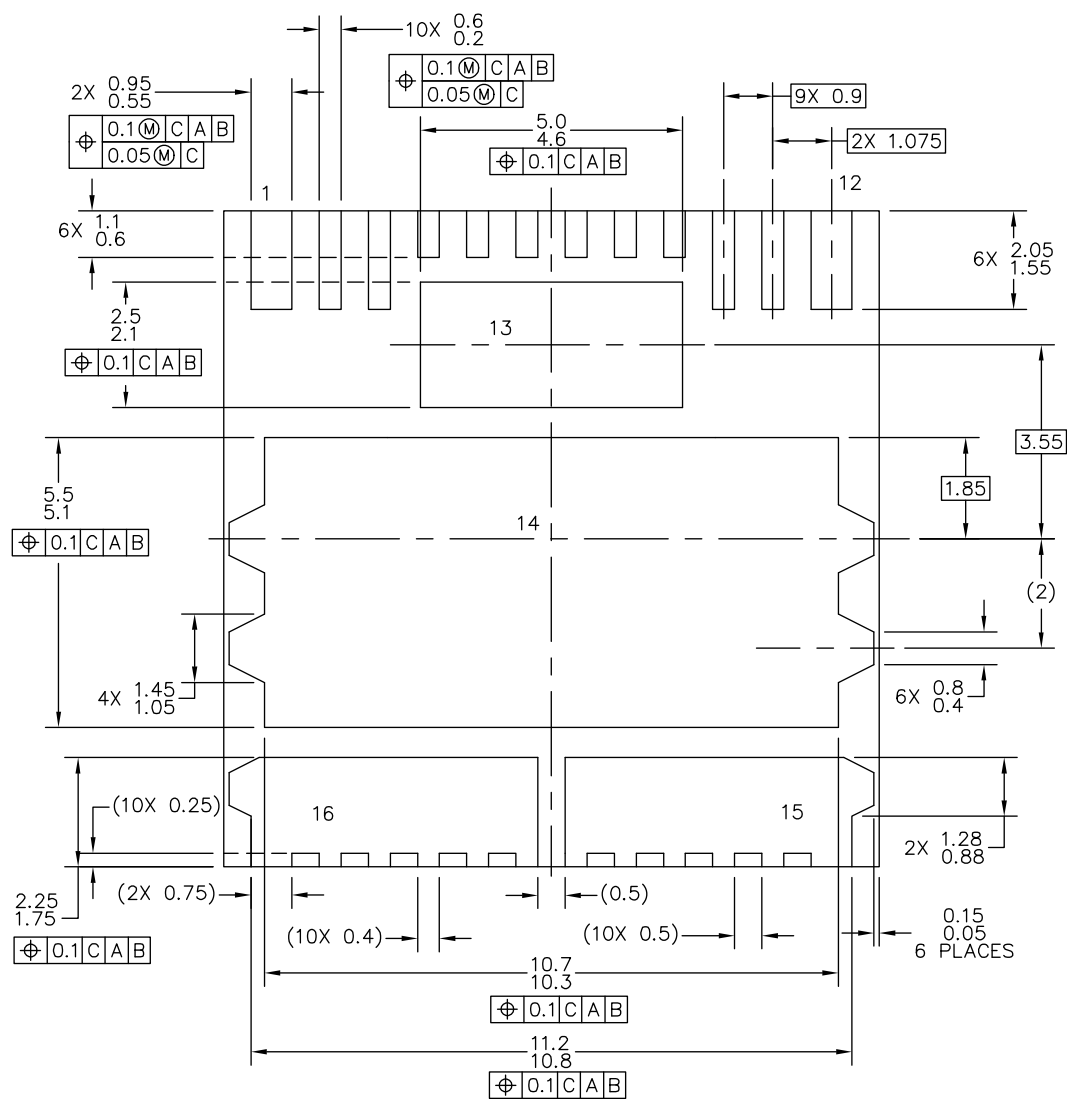 10X 0.6
0.2
⌖ 0.1Ⓜ C A B
0.05Ⓜ C
2X 0.95
0.55
⌖ 0.1Ⓜ C A B
0.05Ⓜ C
9X 0.9
5.0
4.6
⌖ 0.1 C A B
2X 1.075
1
12
6X 1.1
0.6
6X 2.05
1.55
2.5
2.1
⌖ 0.1 C A B
13
3.55
1.85
5.5
5.1
⌖ 0.1 C A B
14
(2)
4X 1.45
1.05
6X 0.8
0.4
(10X 0.25)
16
15
2X 1.28
0.88
2.25
1.75
⌖ 0.1 C A B
(2X 0.75)
(0.5)
(10X 0.4)
(10X 0.5)
0.15
0.05
6 PLACES
10.7
10.3
⌖ 0.1 C A B
11.2
10.8
⌖ 0.1 C A B